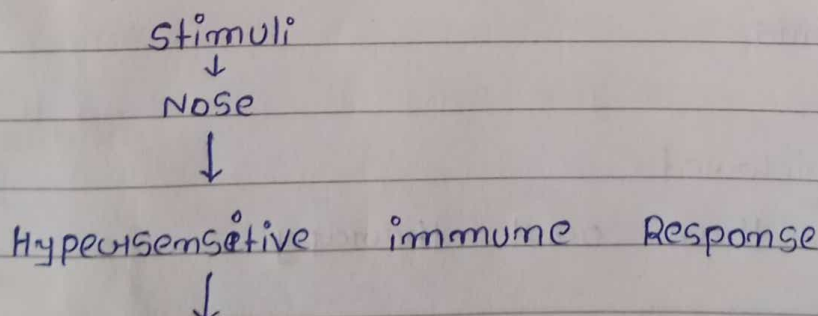 Stimuli
↓
Nose
↓
Hypersensitive immune Response
↓